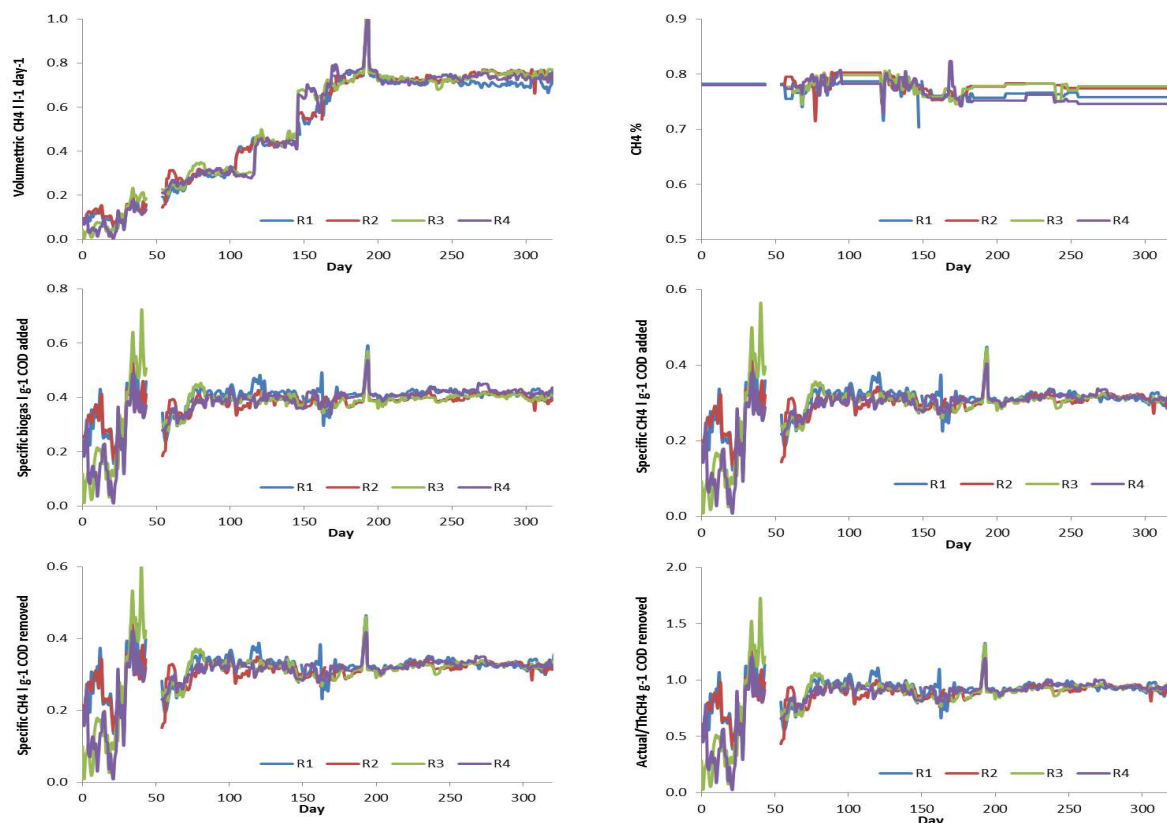 Volumetttric CH4 l l-1 day-1
1.0
0.8
0.6
0.4
0.2
0.0
R1 R2 R3 R4
0 50 100 150 200 250 300
Day
CH4 %
0.9
0.8
0.7
0.6
0.5
R1 R2 R3 R4
0 50 100 150 200 250 300
Day
Specific biogas l g-1 COD added
0.8
0.6
0.4
0.2
0.0
R1 R2 R3 R4
0 50 100 150 200 250 300
Day
Specific CH4 l g-1 COD added
0.6
0.4
0.2
0.0
R1 R2 R3 R4
0 50 100 150 200 250 300
Day
Specific CH4 l g-1 COD removed
0.6
0.4
0.2
0.0
R1 R2 R3 R4
0 50 100 150 200 250 300
Day
Actual/ThCH4 g-1 COD removed
2.0
1.5
1.0
0.5
0.0
R1 R2 R3 R4
0 50 100 150 200 250 300
Day